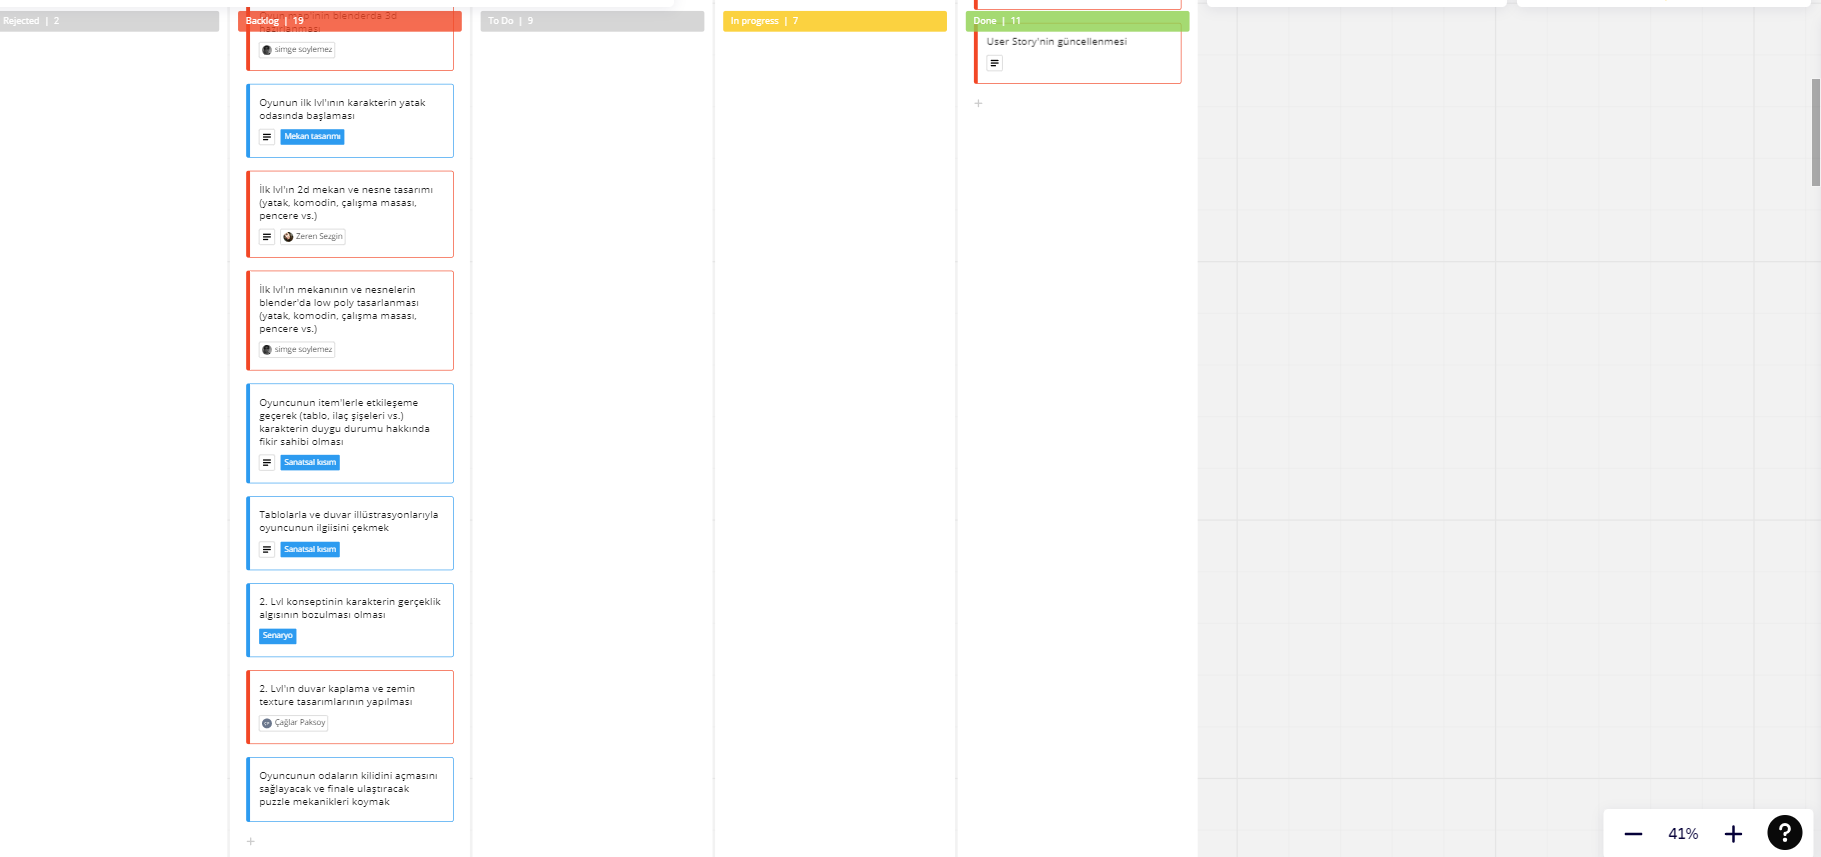 Rejected | 2
Backlog | 19
To Do | 9
In progress | 7
Done | 11
hazırlanması
simge soylemez
Oyunun ilk lvl'ının karakterin yatak
odasında başlaması
Mekan tasarımı
İlk lvl'ın 2d mekan ve nesne tasarımı
(yatak, komodin, çalışma masası,
pencere vs.)
Zeren Sezgin
İlk lvl'ın mekanının ve nesnelerin
blender'da low poly tasarlanması
(yatak, komodin, çalışma masası,
pencere vs.)
simge soylemez
Oyuncunun item'lerle etkileşeme
geçerek (tablo, ilaç şişeleri vs.)
karakterin duygu durumu hakkında
fikir sahibi olması
Sanatsal kısım
Tablolarla ve duvar illüstrasyonlarıyla
oyuncunun ilgiisini çekmek
Sanatsal kısım
2. Lvl konseptinin karakterin gerçeklik
algısının bozulması olması
Senaryo
2. Lvl'ın duvar kaplama ve zemin
texture tasarımlarının yapılması
Çağlar Paksoy
Oyuncunun odaların kilidini açmasını
sağlayacak ve finale ulaştıracak
puzzle mekanikleri koymak
User Story'nin güncellenmesi
41%
?